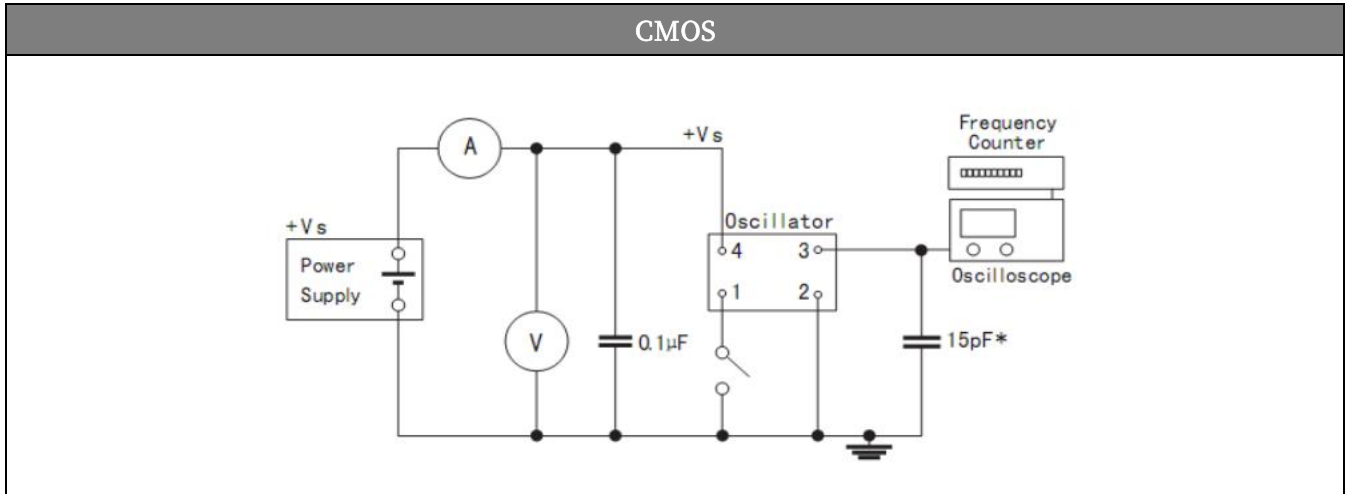 CMOS
Frequency
Counter
A
+Vs
+Vs
Oscillator
Power
Supply
4
3
Oscilloscope
1
2
V
0.1μF
15pF*